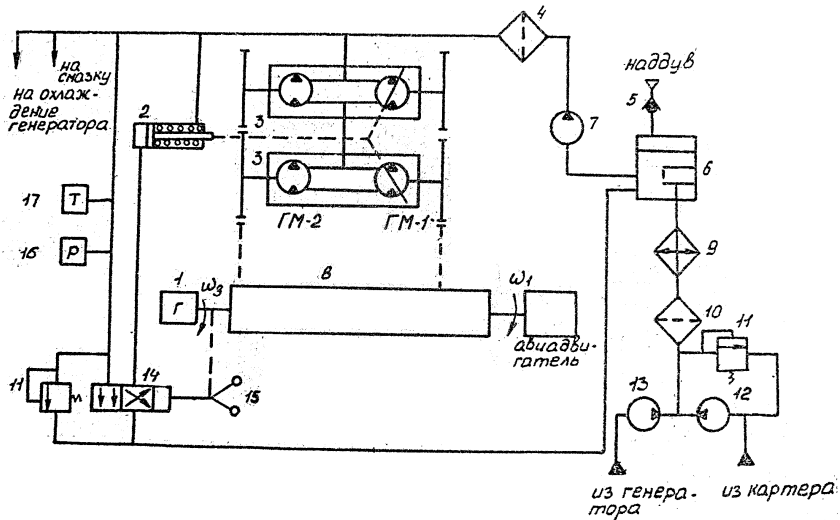 4
на
смазку
на охлаж-
дение
генератора
2
3
3
ГМ-2
ГМ-1
7
наддув
5
6
17
Т
16
Р
1
Г
ω3
в
ω1
авиадви-
гатель
9
10
11
11
14
15
13
12
из генера-
тора
из картера